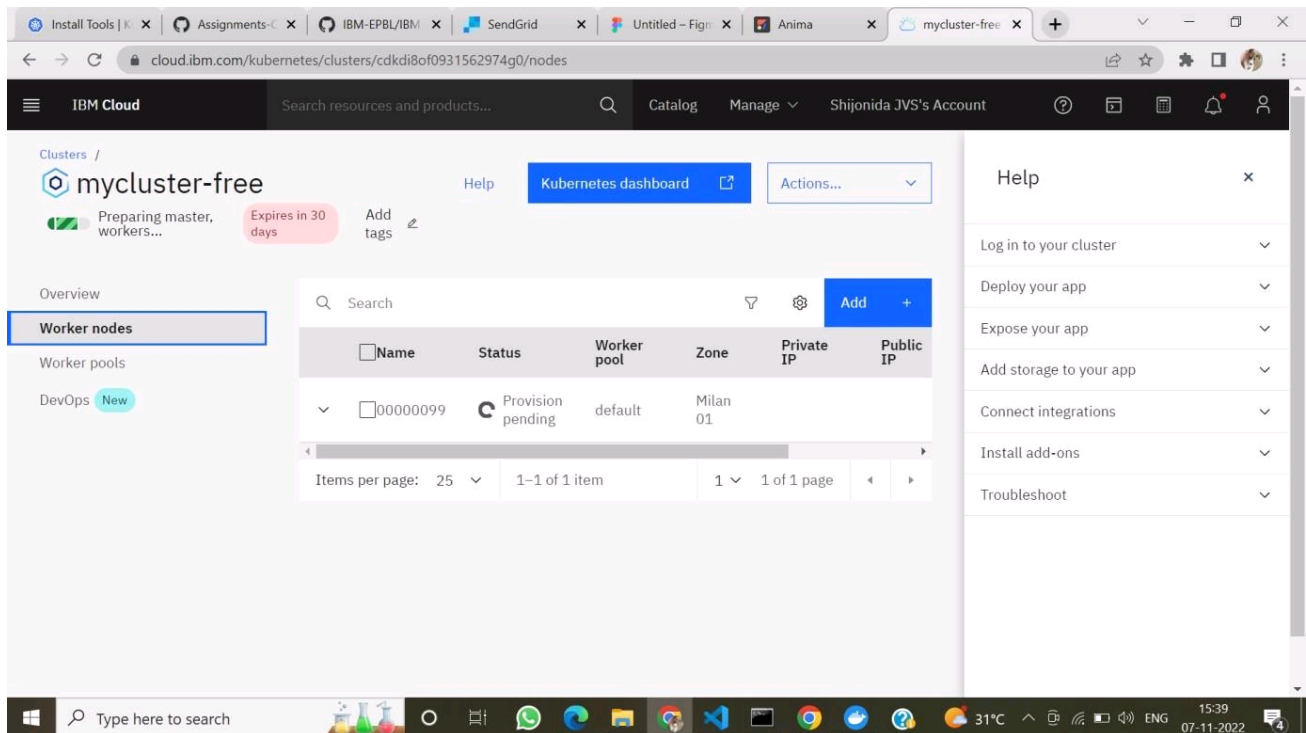 Install Tools | K
Assignments-C
IBM-EPBL/IBM
SendGrid
Untitled – Figm
Anima
mycluster-free
cloud.ibm.com/kubernetes/clusters/cdkdi8of0931562974g0/nodes
IBM Cloud
Search resources and products...
Catalog
Manage
Shijonida JVS's Account
Clusters /
mycluster-free
Help
Kubernetes dashboard
Actions...
Preparing master,
workers...
Expires in 30
days
Add
tags
Overview
Worker nodes
Worker pools
DevOps New
Search
Add +
Name
Status
Worker
pool
Zone
Private
IP
Public
IP
00000099
Provision
pending
default
Milan
01
Items per page: 25
1–1 of 1 item
1
1 of 1 page
Help
Log in to your cluster
Deploy your app
Expose your app
Add storage to your app
Connect integrations
Install add-ons
Troubleshoot
Type here to search
31°C
ENG
15:39
07-11-2022
4